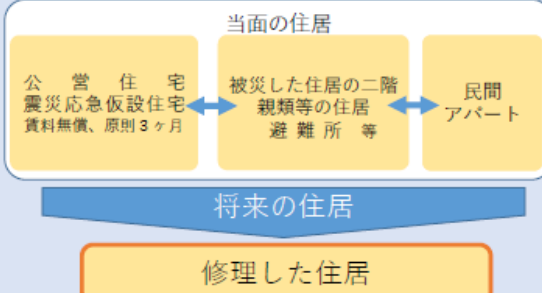 当面の住居
公営住宅
震災応急仮設住宅
賃料無償、原則3ヶ月
被災した住居の二階
親類等の住居
避難所 等
民間
アパート
将来の住居
修理した住居